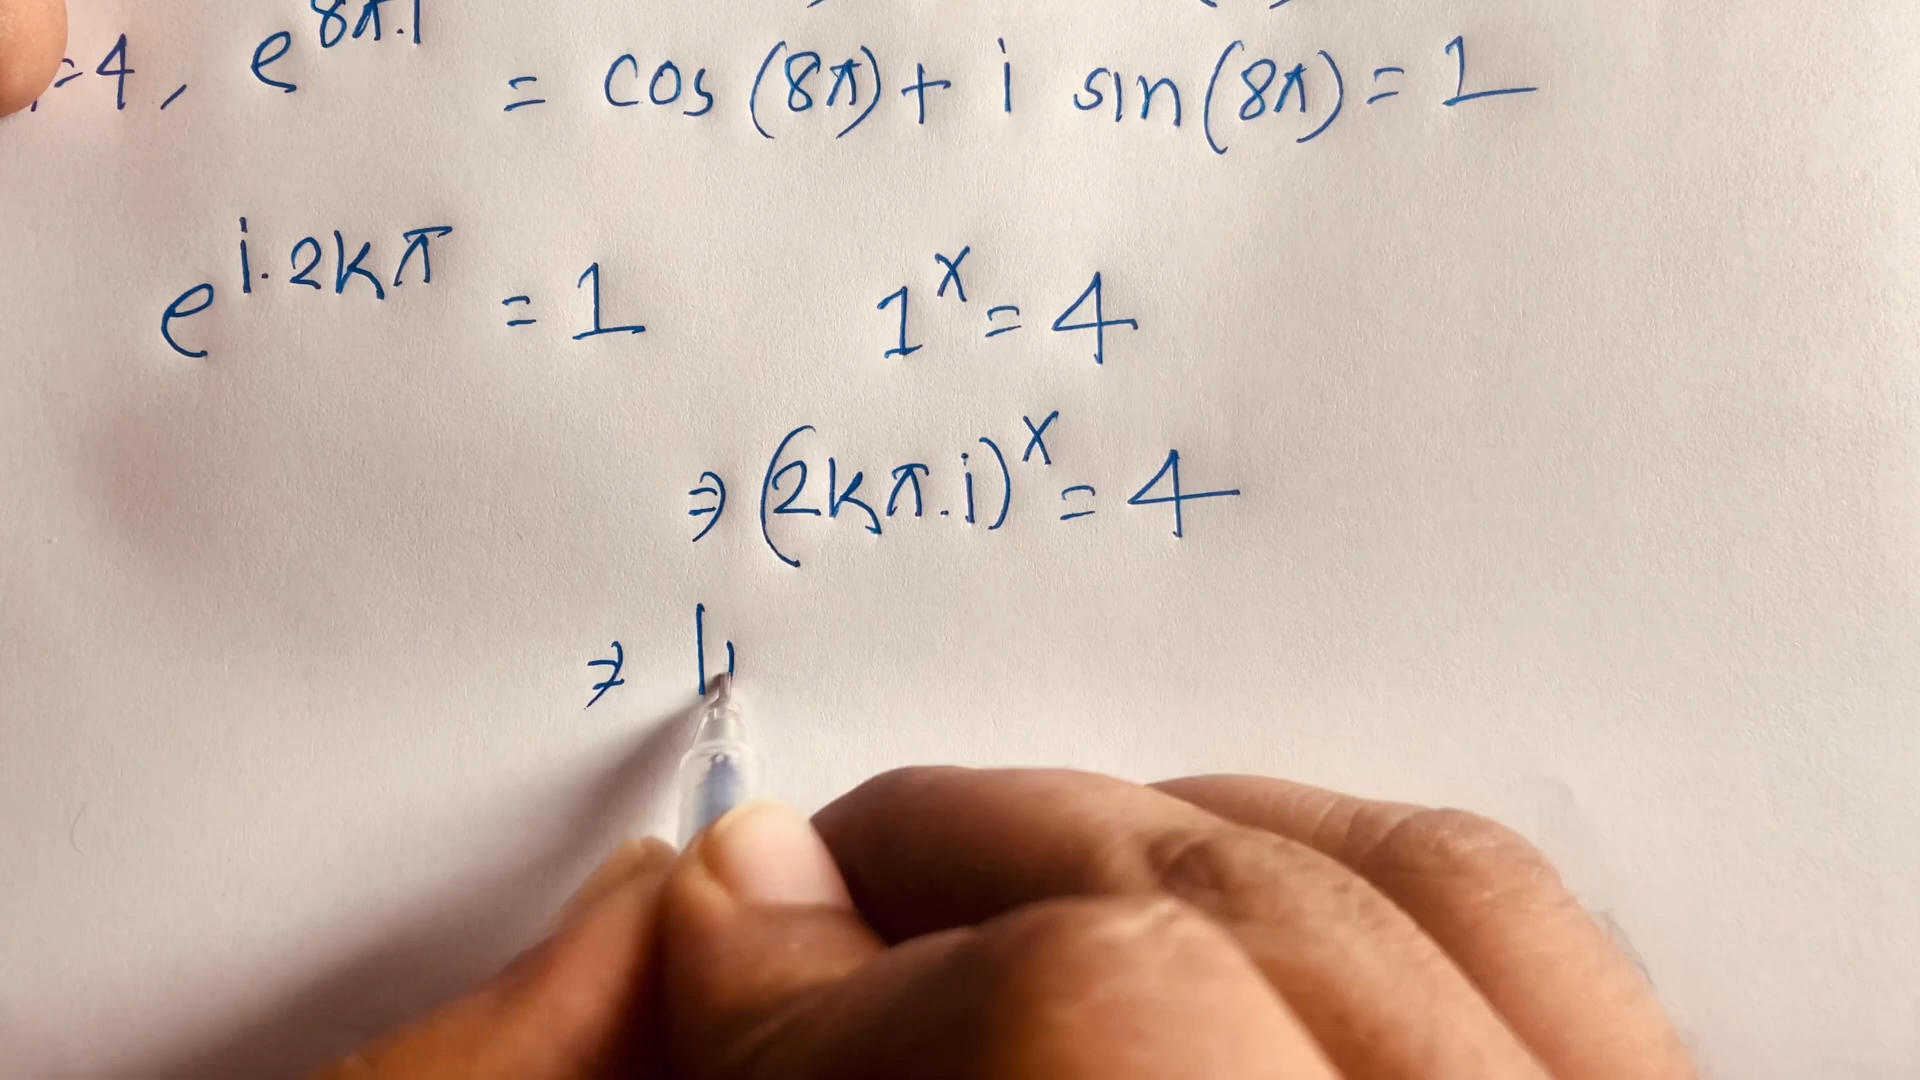 =4, e^8π.i = cos(8π)+ i sin(8π)= 1
e^i.2kπ = 1 1^x = 4
⇒ (2kπ.i)^x = 4
⇒